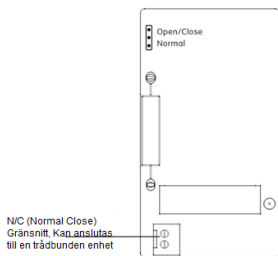 Open/Close
Normal
N/C (Normal Close)
Gränsnitt, Kan anslutas
till en trådbunden enhet